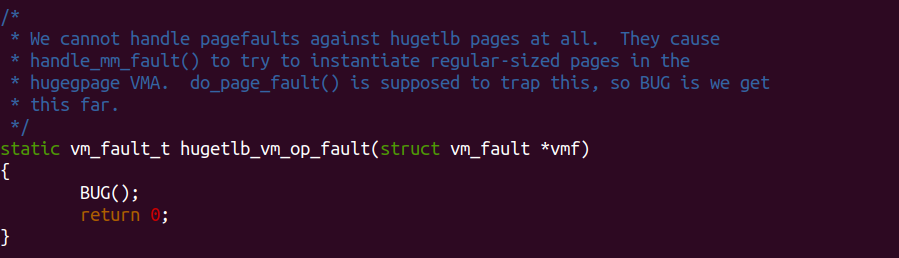 /*
 * We cannot handle pagefaults against hugetlb pages at all.  They cause
 * handle_mm_fault() to try to instantiate regular-sized pages in the
 * hugegpage VMA.  do_page_fault() is supposed to trap this, so BUG is we get
 * this far.
 */
static vm_fault_t hugetlb_vm_op_fault(struct vm_fault *vmf)
{
        BUG();
        return 0;
}